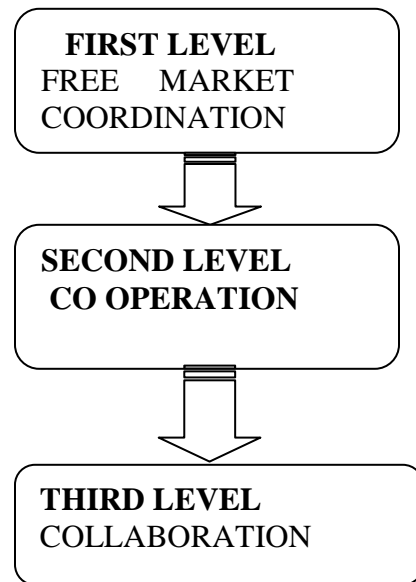 FIRST LEVEL
FREE MARKET
COORDINATION
SECOND LEVEL
CO OPERATION
THIRD LEVEL
COLLABORATION